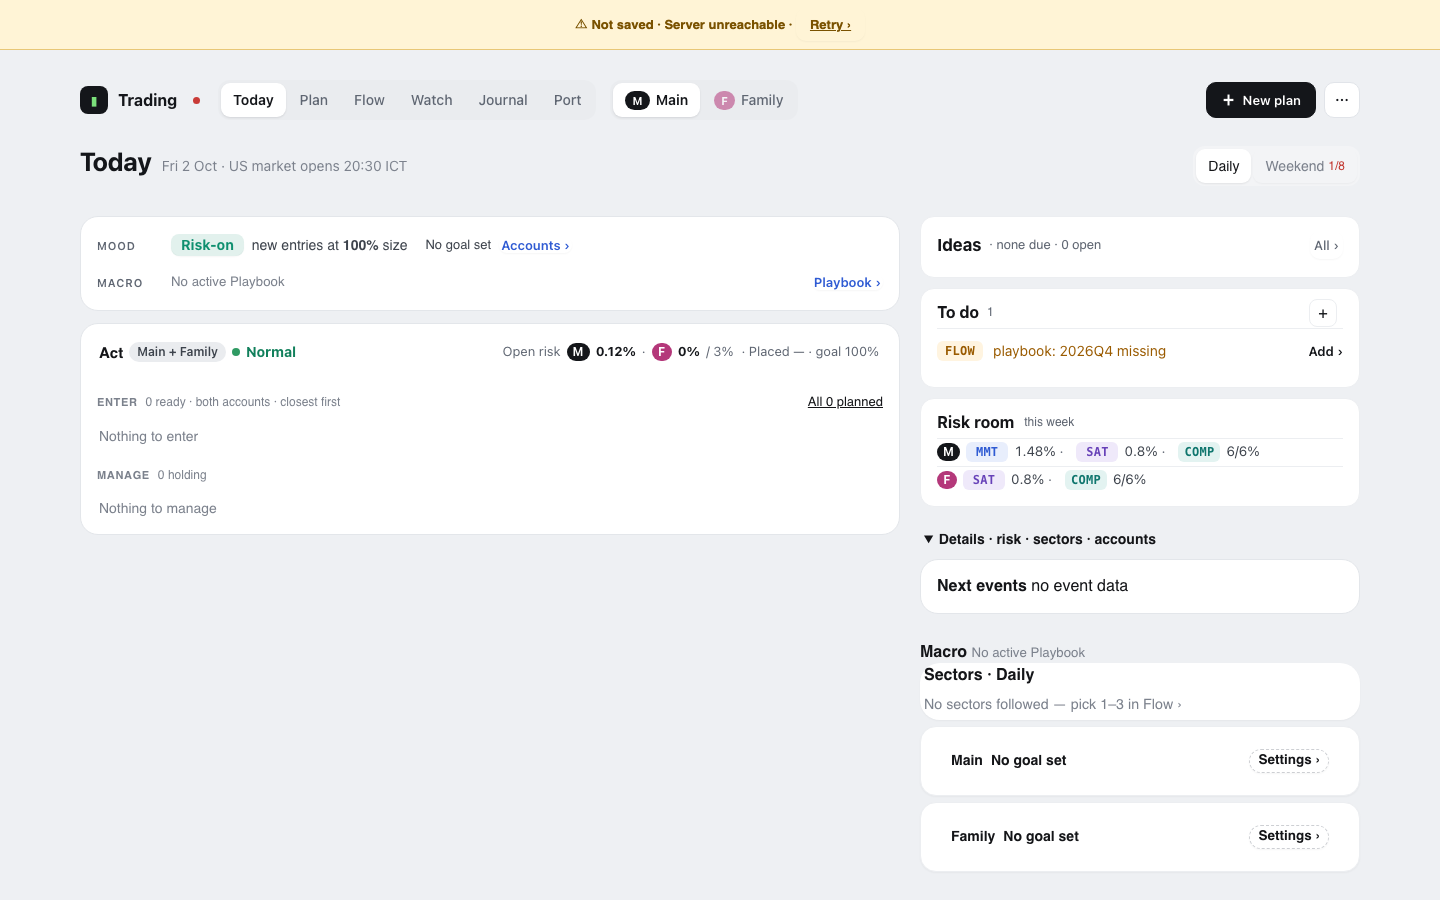 ⚠ Not saved · Server unreachable · Retry ›
Trading Today Plan Flow Watch Journal Port M Main F Family + New plan ···
Today Fri 2 Oct · US market opens 20:30 ICT Daily Weekend 1/8
MOOD Risk-on new entries at 100% size No goal set Accounts ›
MACRO No active Playbook Playbook ›
Act Main + Family Normal Open risk M 0.12% · F 0% / 3% · Placed — · goal 100%
ENTER 0 ready · both accounts · closest first All 0 planned
Nothing to enter
MANAGE 0 holding
Nothing to manage
Ideas · none due · 0 open All ›
To do 1 +
FLOW playbook: 2026Q4 missing Add ›
Risk room this week
M MMT 1.48% · SAT 0.8% · COMP 6/6%
F SAT 0.8% · COMP 6/6%
▼ Details · risk · sectors · accounts
Next events no event data
Macro No active Playbook
Sectors · Daily
No sectors followed — pick 1–3 in Flow ›
Main No goal set Settings ›
Family No goal set Settings ›